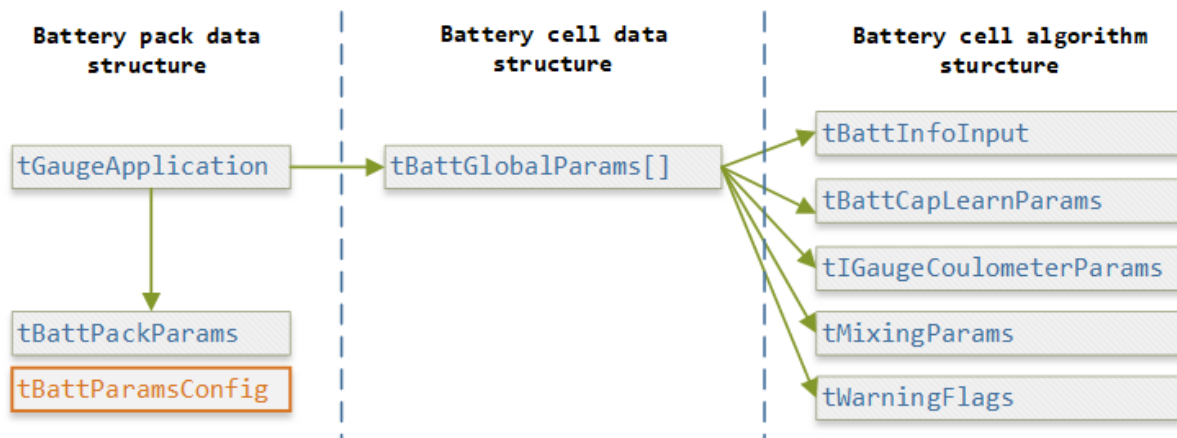 Battery pack data
structure
Battery cell data
structure
Battery cell algorithm
sturcture
tGaugeApplication
tBattGlobalParams[]
tBattInfoInput
tBattCapLearnParams
tIGaugeCoulometerParams
tBattPackParams
tMixingParams
tBattParamsConfig
tWarningFlags